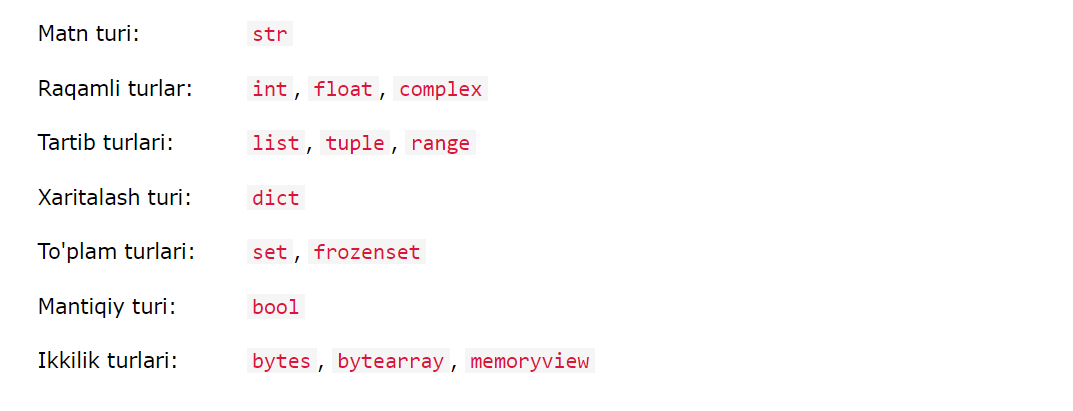 Matn turi: str
Raqamli turlar: int, float, complex
Tartib turlari: list, tuple, range
Xaritalash turi: dict
To'plam turlari: set, frozenset
Mantiqiy turi: bool
Ikkilik turlari: bytes, bytearray, memoryview